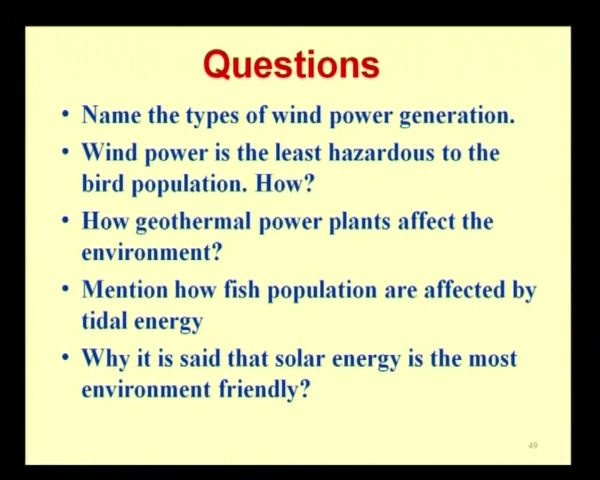 Questions
• Name the types of wind power generation.
• Wind power is the least hazardous to the
bird population. How?
• How geothermal power plants affect the
environment?
• Mention how fish population are affected by
tidal energy
• Why it is said that solar energy is the most
environment friendly?
49